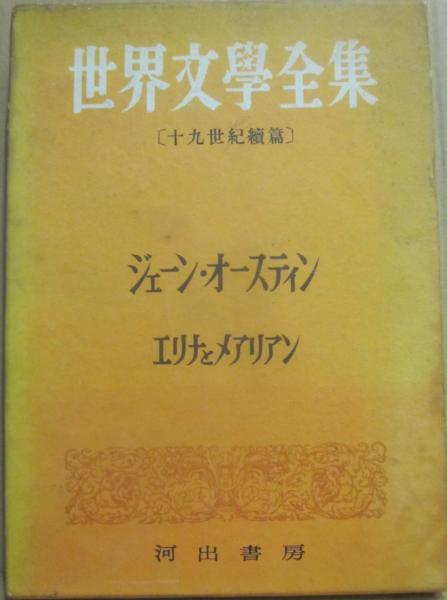 世界文學全集
〔十九世紀續篇〕
ジェーン・オースティン
エリナとメアリアン
河出書房